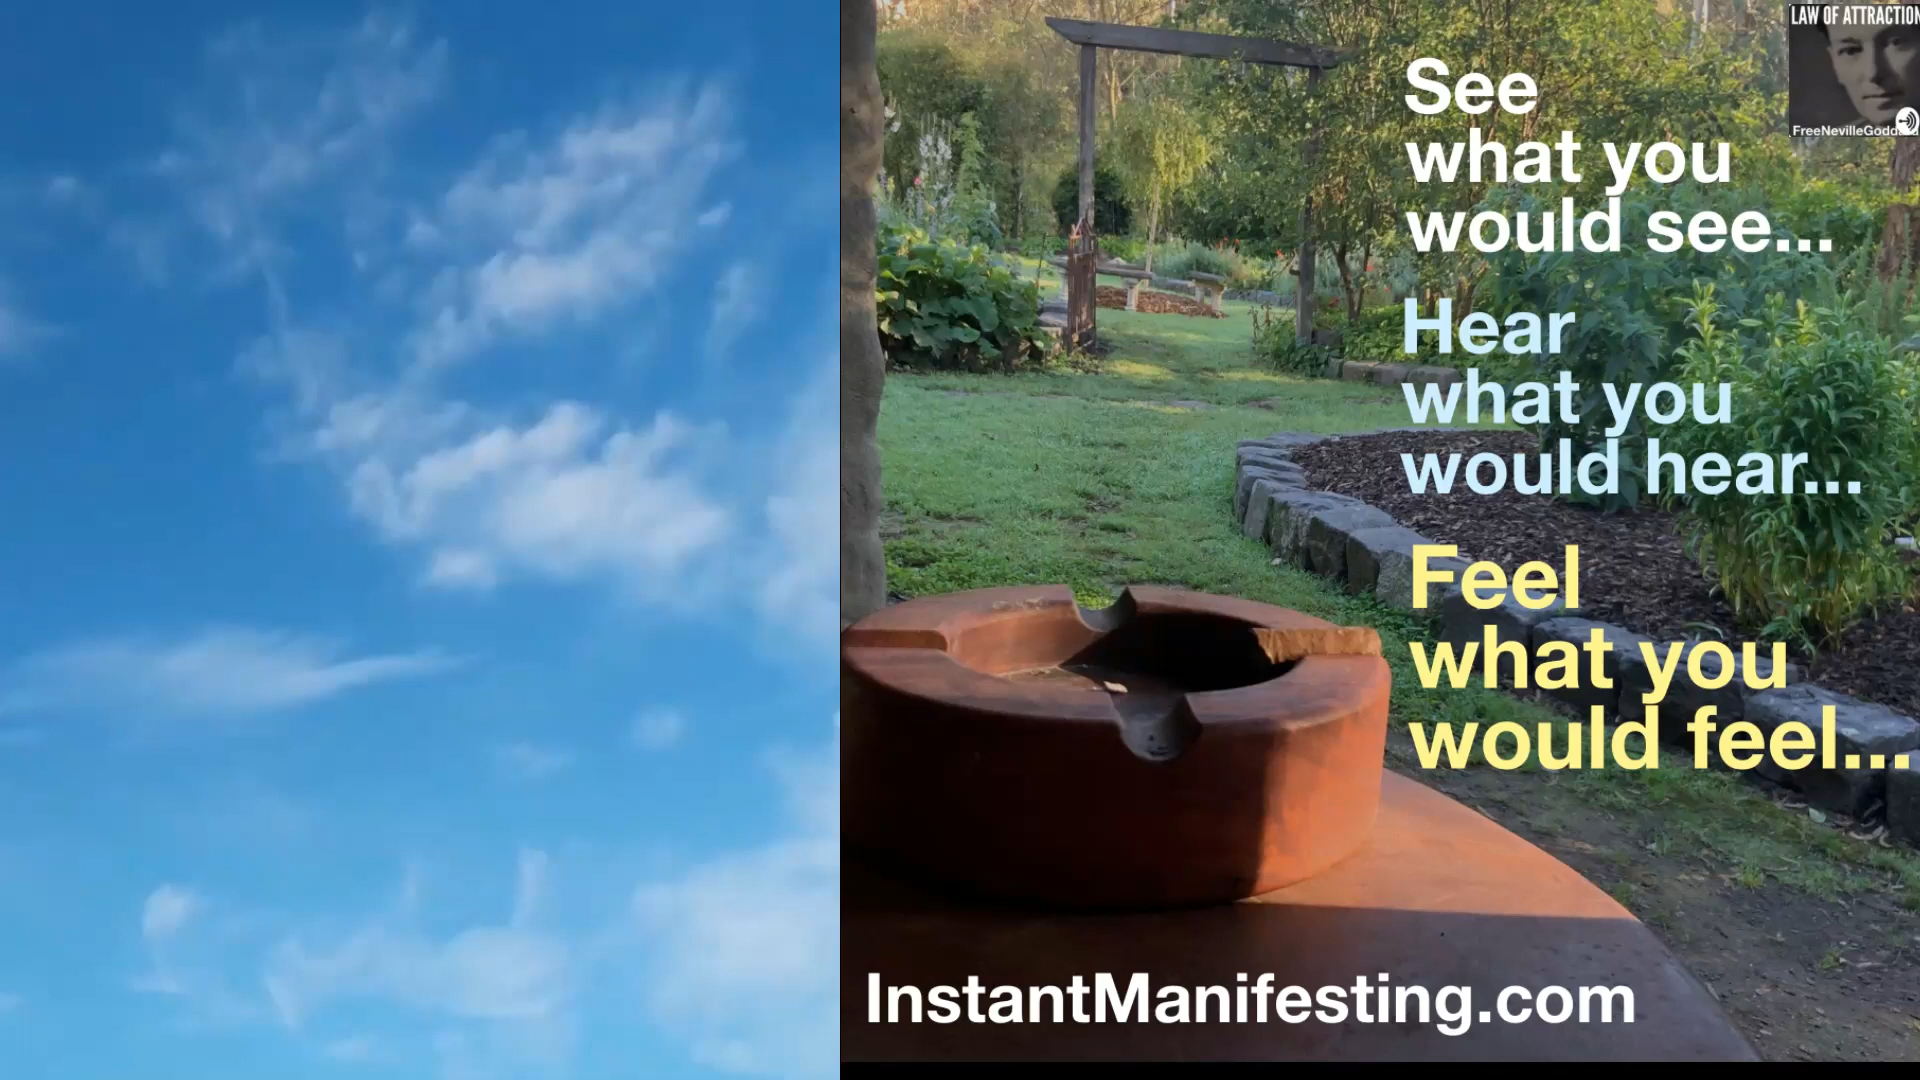 See
what you
would see...
Hear
what you
would hear...
Feel
what you
would feel...
InstantManifesting.com
LAW OF ATTRACTION